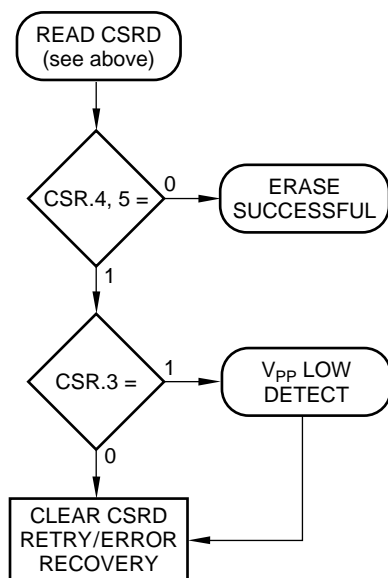 READ CSRD
(see above)
CSR.4, 5 =
0
ERASE
SUCCESSFUL
1
CSR.3 =
1
VPP LOW
DETECT
0
CLEAR CSRD
RETRY/ERROR
RECOVERY